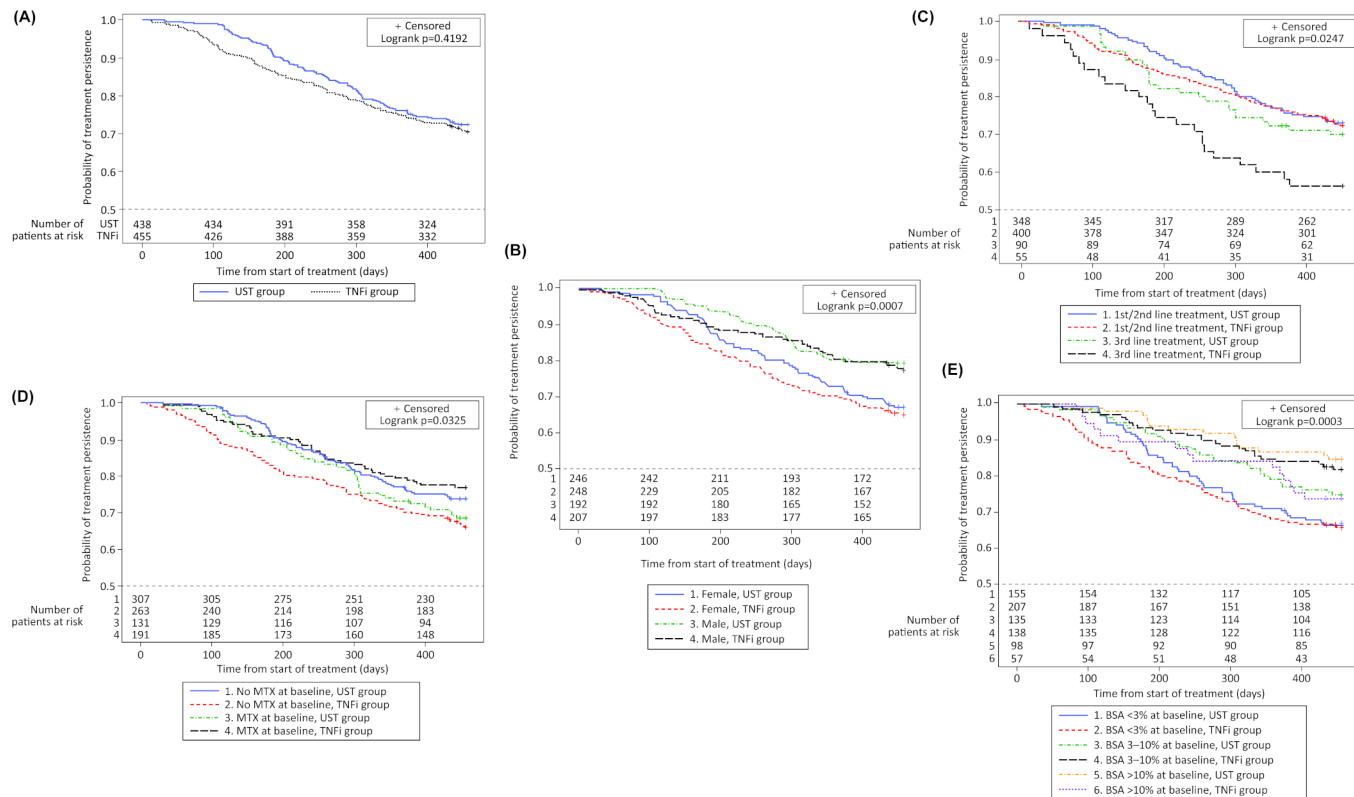 (A)
+ Censored
Logrank p=0.4192
Probability of treatment persistence
1.0
0.9
0.8
0.7
0.6
0.5
Number of patients at risk
UST 438 434 391 358 324
TNFi 455 426 388 359 332
0 100 200 300 400
Time from start of treatment (days)
UST group TNFi group
(B)
+ Censored
Logrank p=0.0007
Probability of treatment persistence
1.0
0.9
0.8
0.7
0.6
0.5
1 246 242 211 193 172
2 248 229 205 182 167
3 192 192 180 165 152
4 207 197 183 177 165
0 100 200 300 400
Time from start of treatment (days)
1. Female, UST group
2. Female, TNFi group
3. Male, UST group
4. Male, TNFi group
(C)
+ Censored
Logrank p=0.0247
Probability of treatment persistence
1.0
0.9
0.8
0.7
0.6
0.5
Number of patients at risk
1 348 345 317 289 262
2 400 378 347 324 301
3 90 89 74 69 62
4 55 48 41 35 31
0 100 200 300 400
Time from start of treatment (days)
1. 1st/2nd line treatment, UST group
2. 1st/2nd line treatment, TNFi group
3. 3rd line treatment, UST group
4. 3rd line treatment, TNFi group
(D)
+ Censored
Logrank p=0.0325
Probability of treatment persistence
1.0
0.9
0.8
0.7
0.6
0.5
Number of patients at risk
1 307 305 275 251 230
2 263 240 214 198 183
3 131 129 116 107 94
4 191 185 173 160 148
0 100 200 300 400
Time from start of treatment (days)
1. No MTX at baseline, UST group
2. No MTX at baseline, TNFi group
3. MTX at baseline, UST group
4. MTX at baseline, TNFi group
(E)
+ Censored
Logrank p=0.0003
Probability of treatment persistence
1.0
0.9
0.8
0.7
0.6
0.5
Number of patients at risk
1 155 154 132 117 105
2 207 187 167 151 138
3 135 133 123 114 104
4 138 135 128 122 116
5 98 97 92 90 85
6 57 54 51 48 43
0 100 200 300 400
Time from start of treatment (days)
1. BSA <3% at baseline, UST group
2. BSA <3% at baseline, TNFi group
3. BSA 3–10% at baseline, UST group
4. BSA 3–10% at baseline, TNFi group
5. BSA >10% at baseline, UST group
6. BSA >10% at baseline, TNFi group